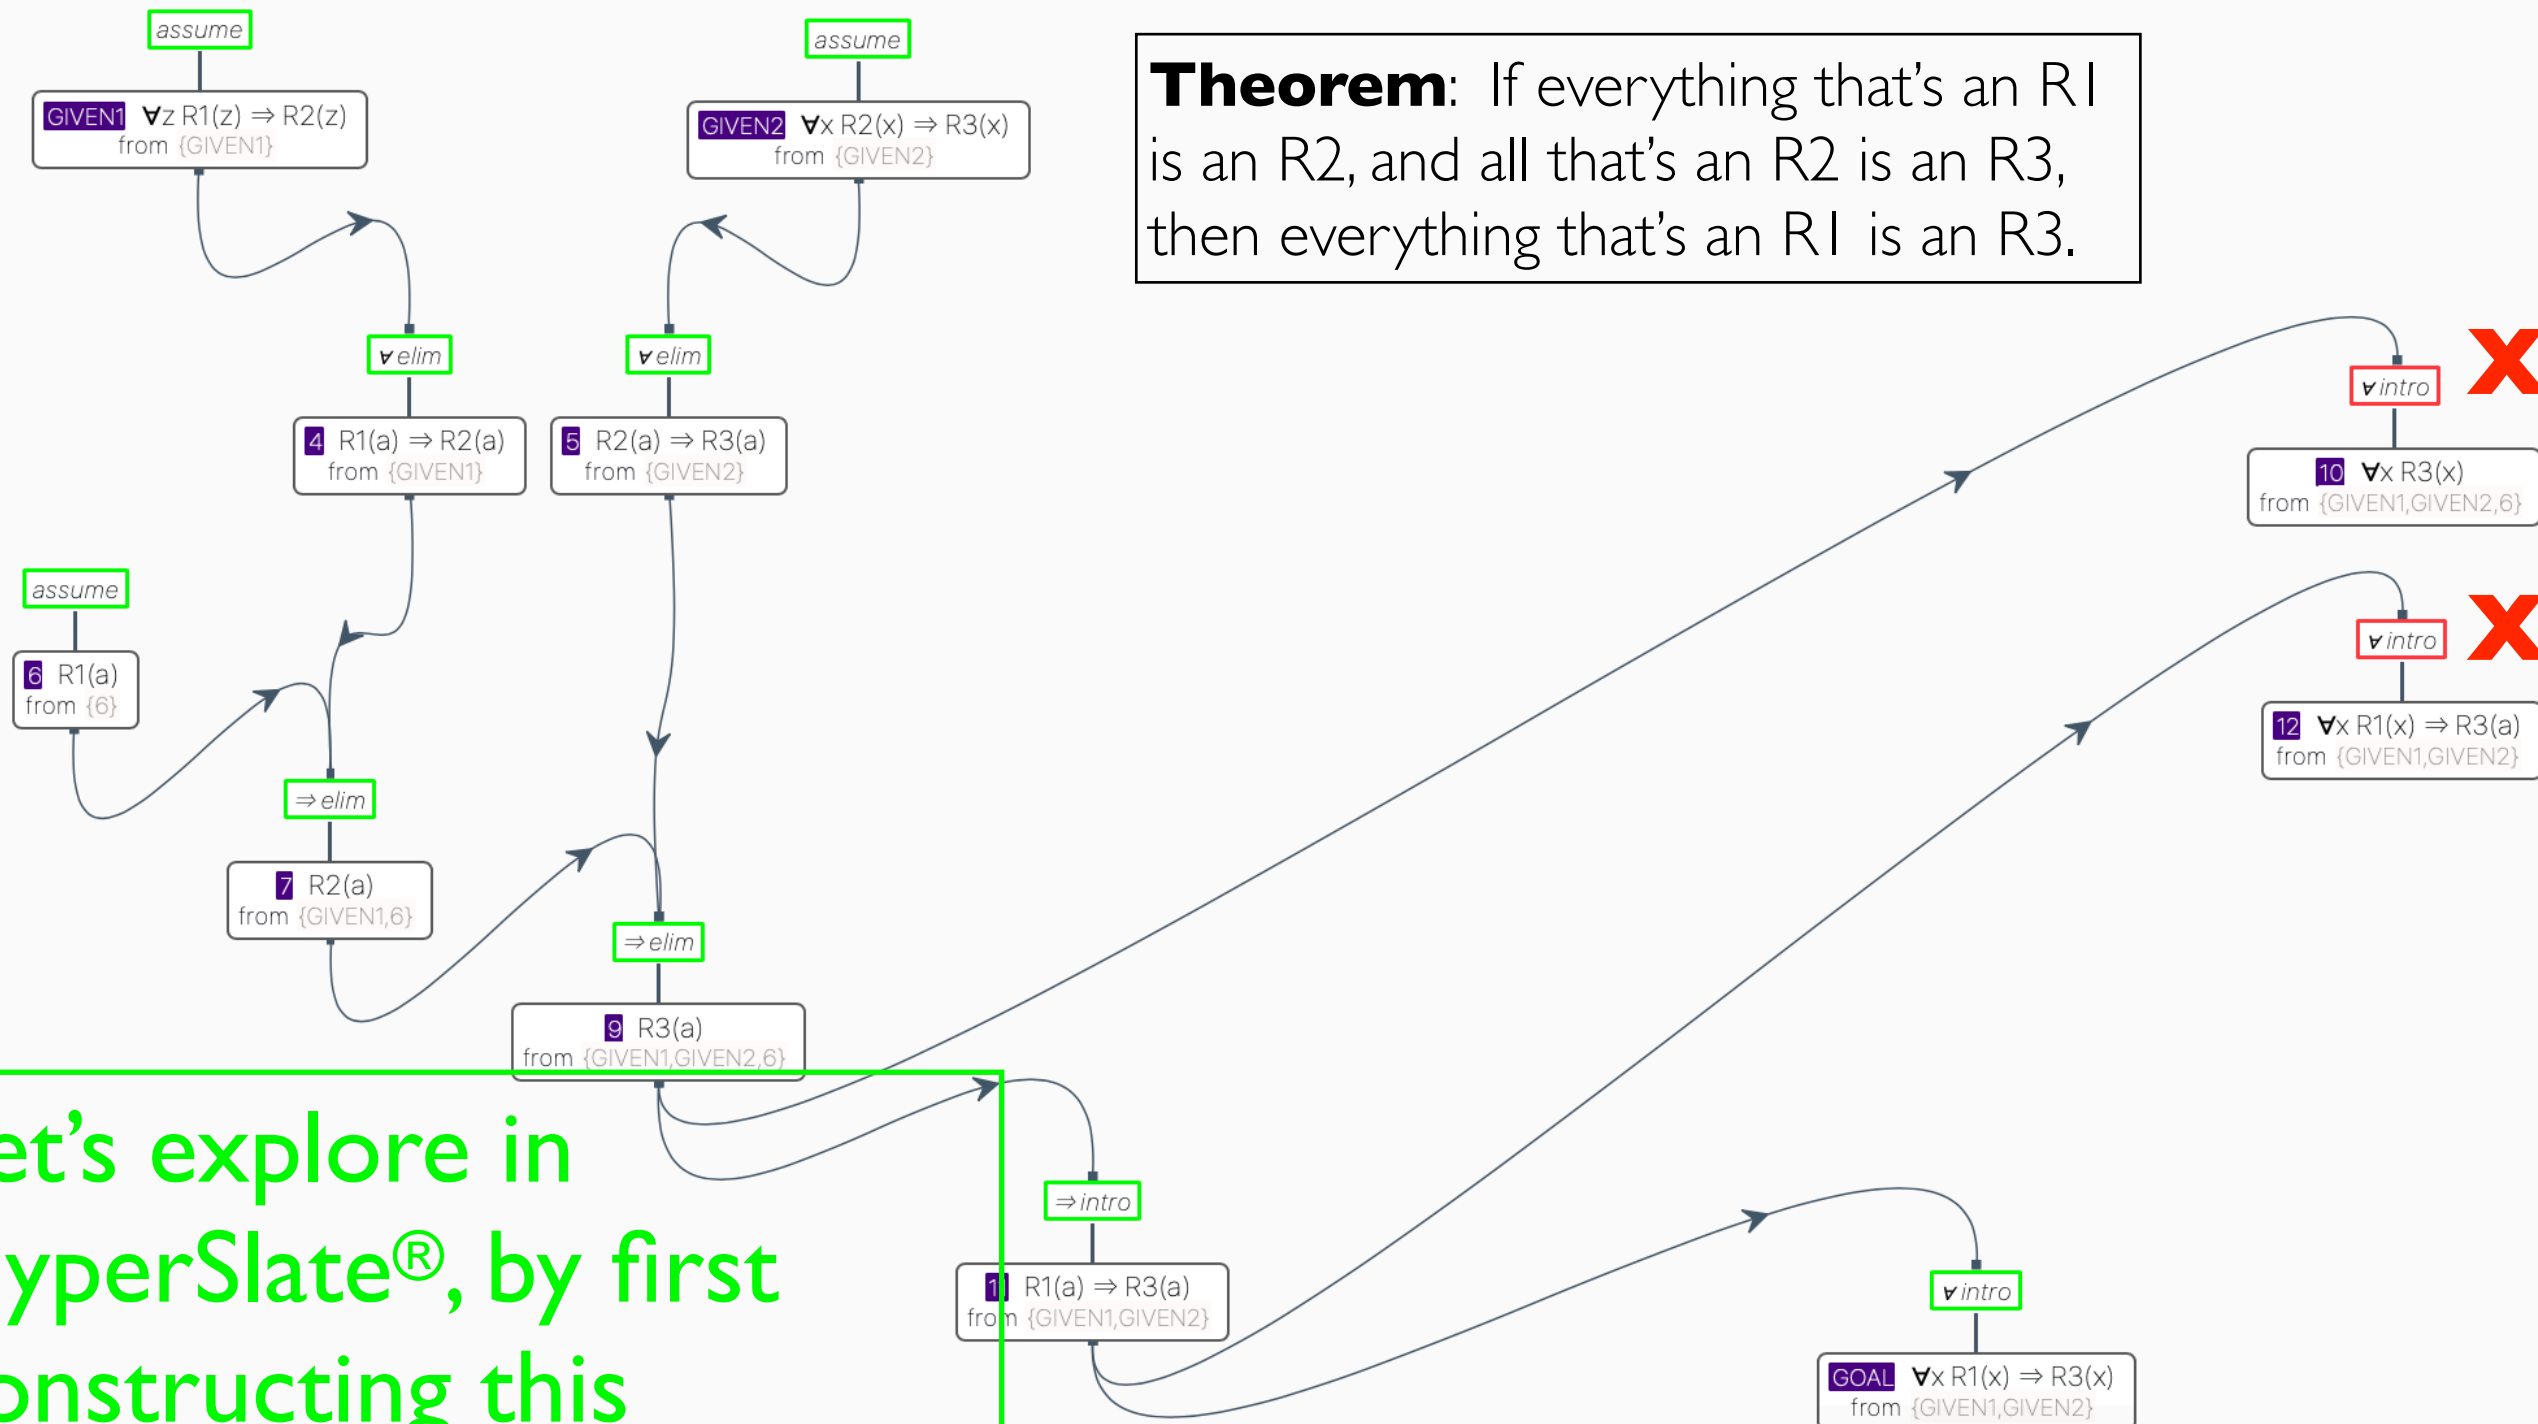 assume
GIVEN1 ∀z R1(z) ⇒ R2(z)
from {GIVEN1}
assume
GIVEN2 ∀x R2(x) ⇒ R3(x)
from {GIVEN2}
Theorem: If everything that’s an R1
is an R2, and all that’s an R2 is an R3,
then everything that’s an R1 is an R3.
∀ elim
4 R1(a) ⇒ R2(a)
from {GIVEN1}
∀ elim
5 R2(a) ⇒ R3(a)
from {GIVEN2}
∀ intro
X
10 ∀x R3(x)
from {GIVEN1,GIVEN2,6}
assume
6 R1(a)
from {6}
∀ intro
X
12 ∀x R1(x) ⇒ R3(a)
from {GIVEN1,GIVEN2}
⇒ elim
7 R2(a)
from {GIVEN1,6}
⇒ elim
9 R3(a)
from {GIVEN1,GIVEN2,6}
et’s explore in
yperSlate®, by first
onstructing this
⇒ intro
11 R1(a) ⇒ R3(a)
from {GIVEN1,GIVEN2}
∀ intro
GOAL ∀x R1(x) ⇒ R3(x)
from {GIVEN1,GIVEN2}